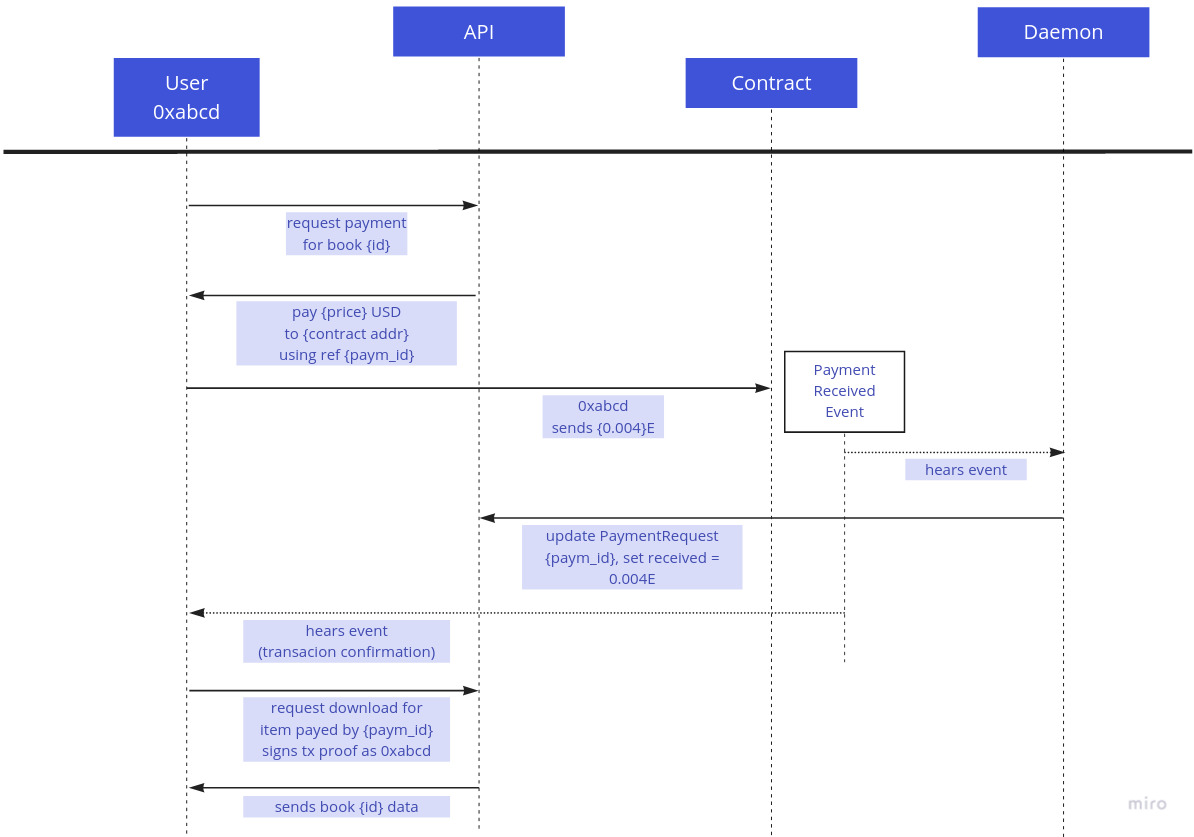 API
Daemon
User
0xabcd
Contract
request payment
for book {id}
pay {price} USD
to {contract addr}
using ref {paym_id}
Payment
Received
Event
0xabcd
sends {0.004}E
hears event
update PaymentRequest
{paym_id}, set received =
0.004E
hears event
(transacion confirmation)
request download for
item payed by {paym_id}
signs tx proof as 0xabcd
sends book {id} data
miro